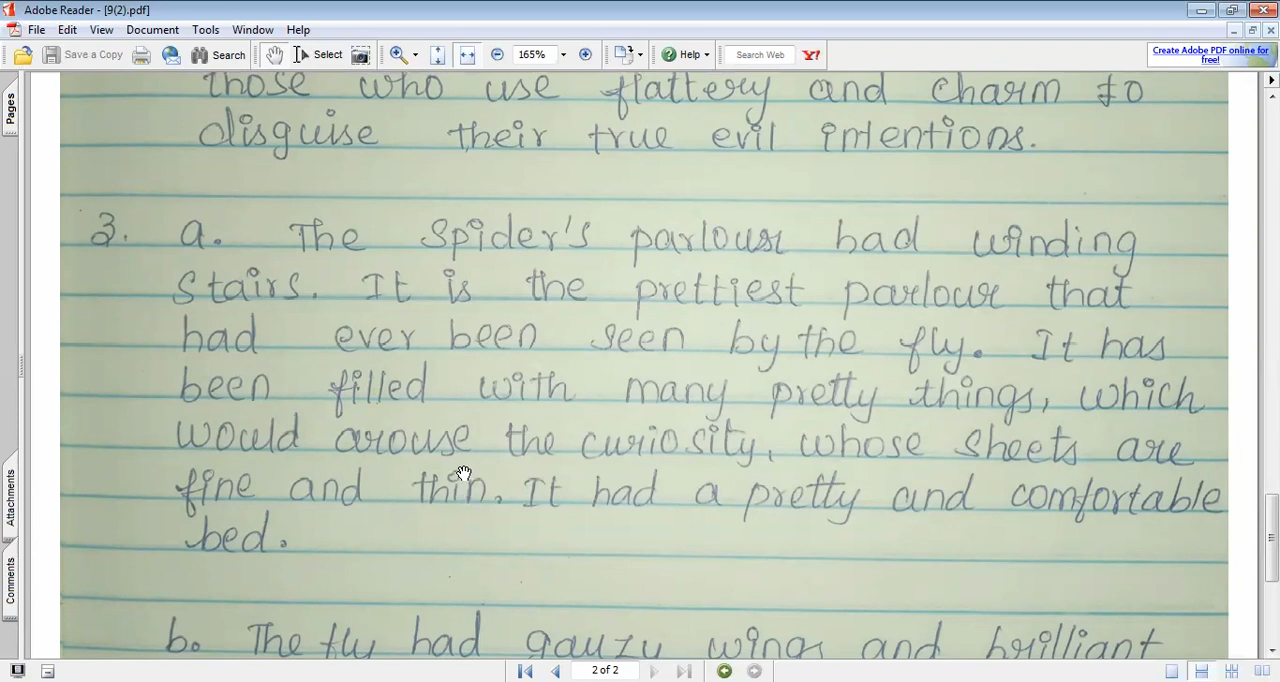 Adobe Reader - [9(2).pdf]
File Edit View Document Tools Window Help
Save a Copy Search Select 165% Help Search Web Y! Create Adobe PDF online for free!
Pages
those who use flattery and charm to
disguise their true evil intentions.
3. a. The Spider's parlour had winding
stairs. It is the prettiest parlour that
had ever been seen by the fly. It has
been filled with many pretty things, which
would arouse the curiosity, whose sheets are
fine and thin. It had a pretty and comfortable
bed.
b. The fly had gauzy wings and brilliant
Attachments
Comments
2 of 2